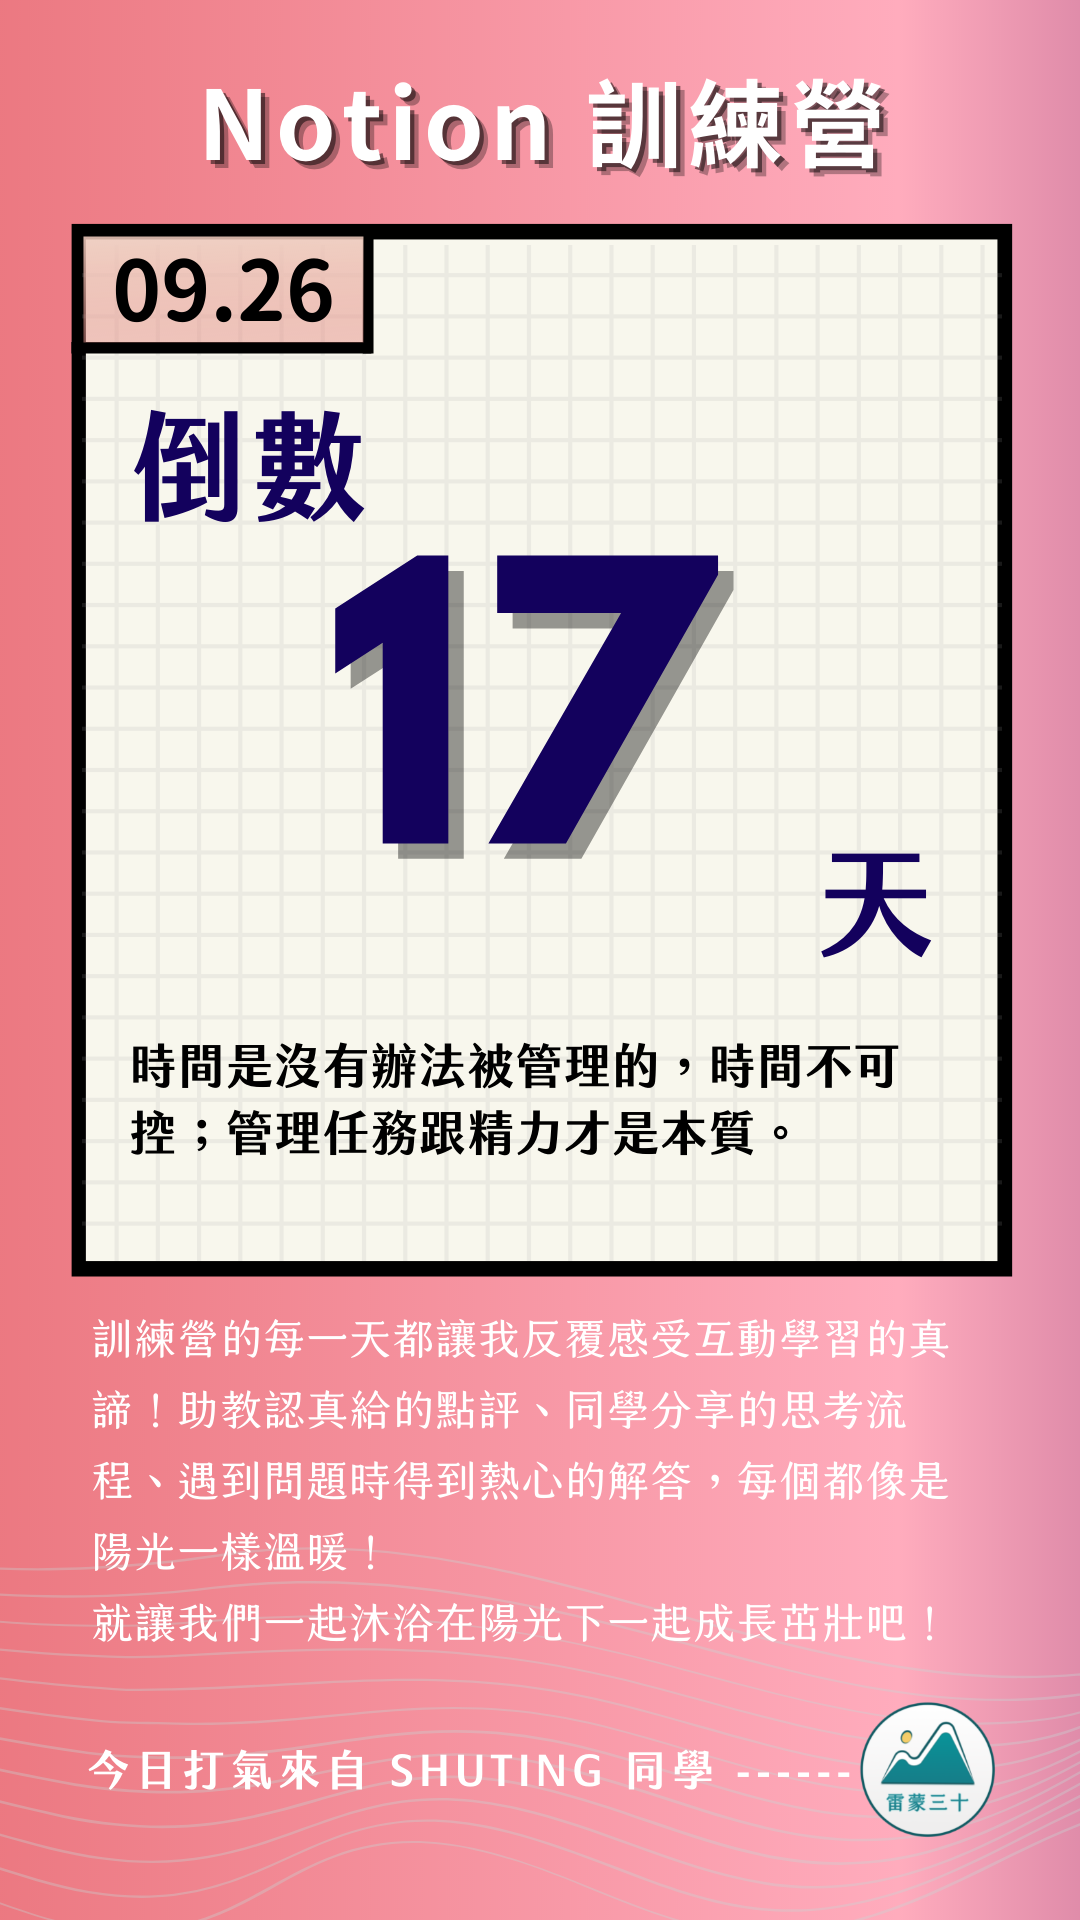 Notion 訓練營
09.26
倒數
17
天
時間是沒有辦法被管理的，時間不可
控；管理任務跟精力才是本質。
訓練營的每一天都讓我反覆感受互動學習的真
諦！助教認真給的點評、同學分享的思考流
程、遇到問題時得到熱心的解答，每個都像是
陽光一樣溫暖！
就讓我們一起沐浴在陽光下一起成長茁壯吧！
今日打氣來自 SHUTING 同學 ------
雷蒙三十